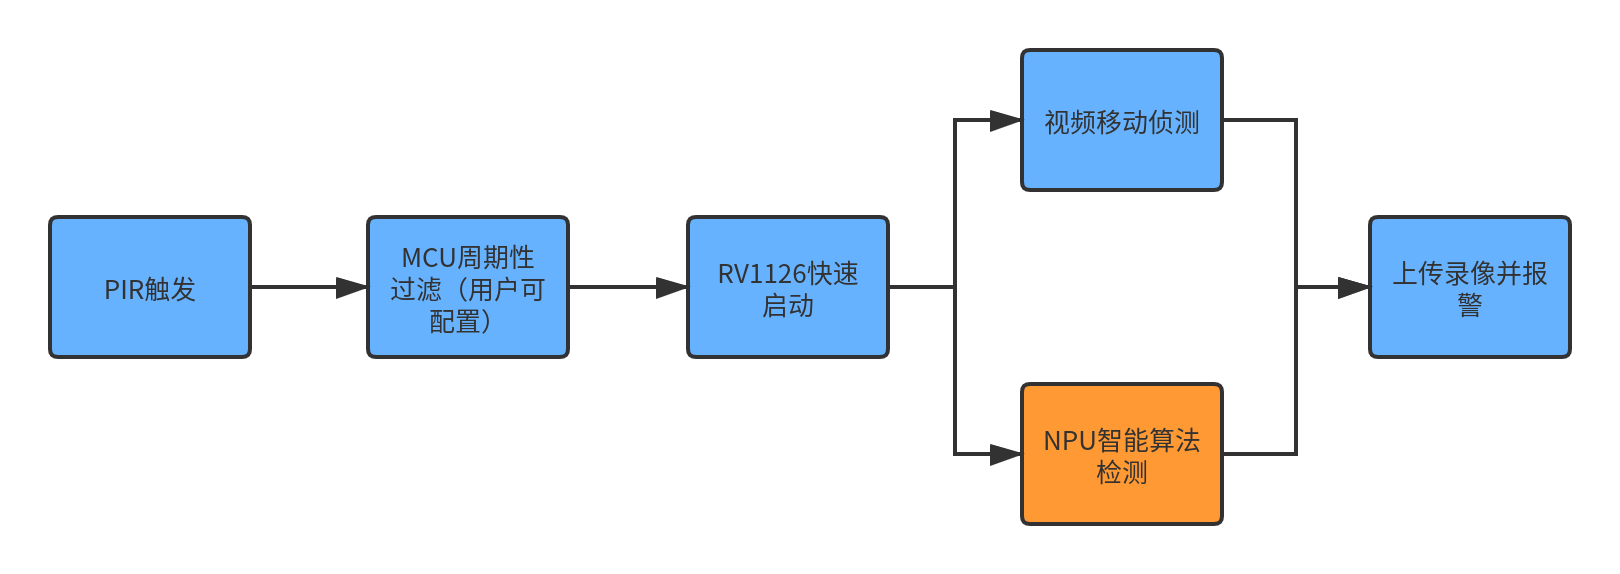 PIR触发
MCU周期性
过滤（用户可
配置）
RV1126快速
启动
视频移动侦测
NPU智能算法
检测
上传录像并报
警